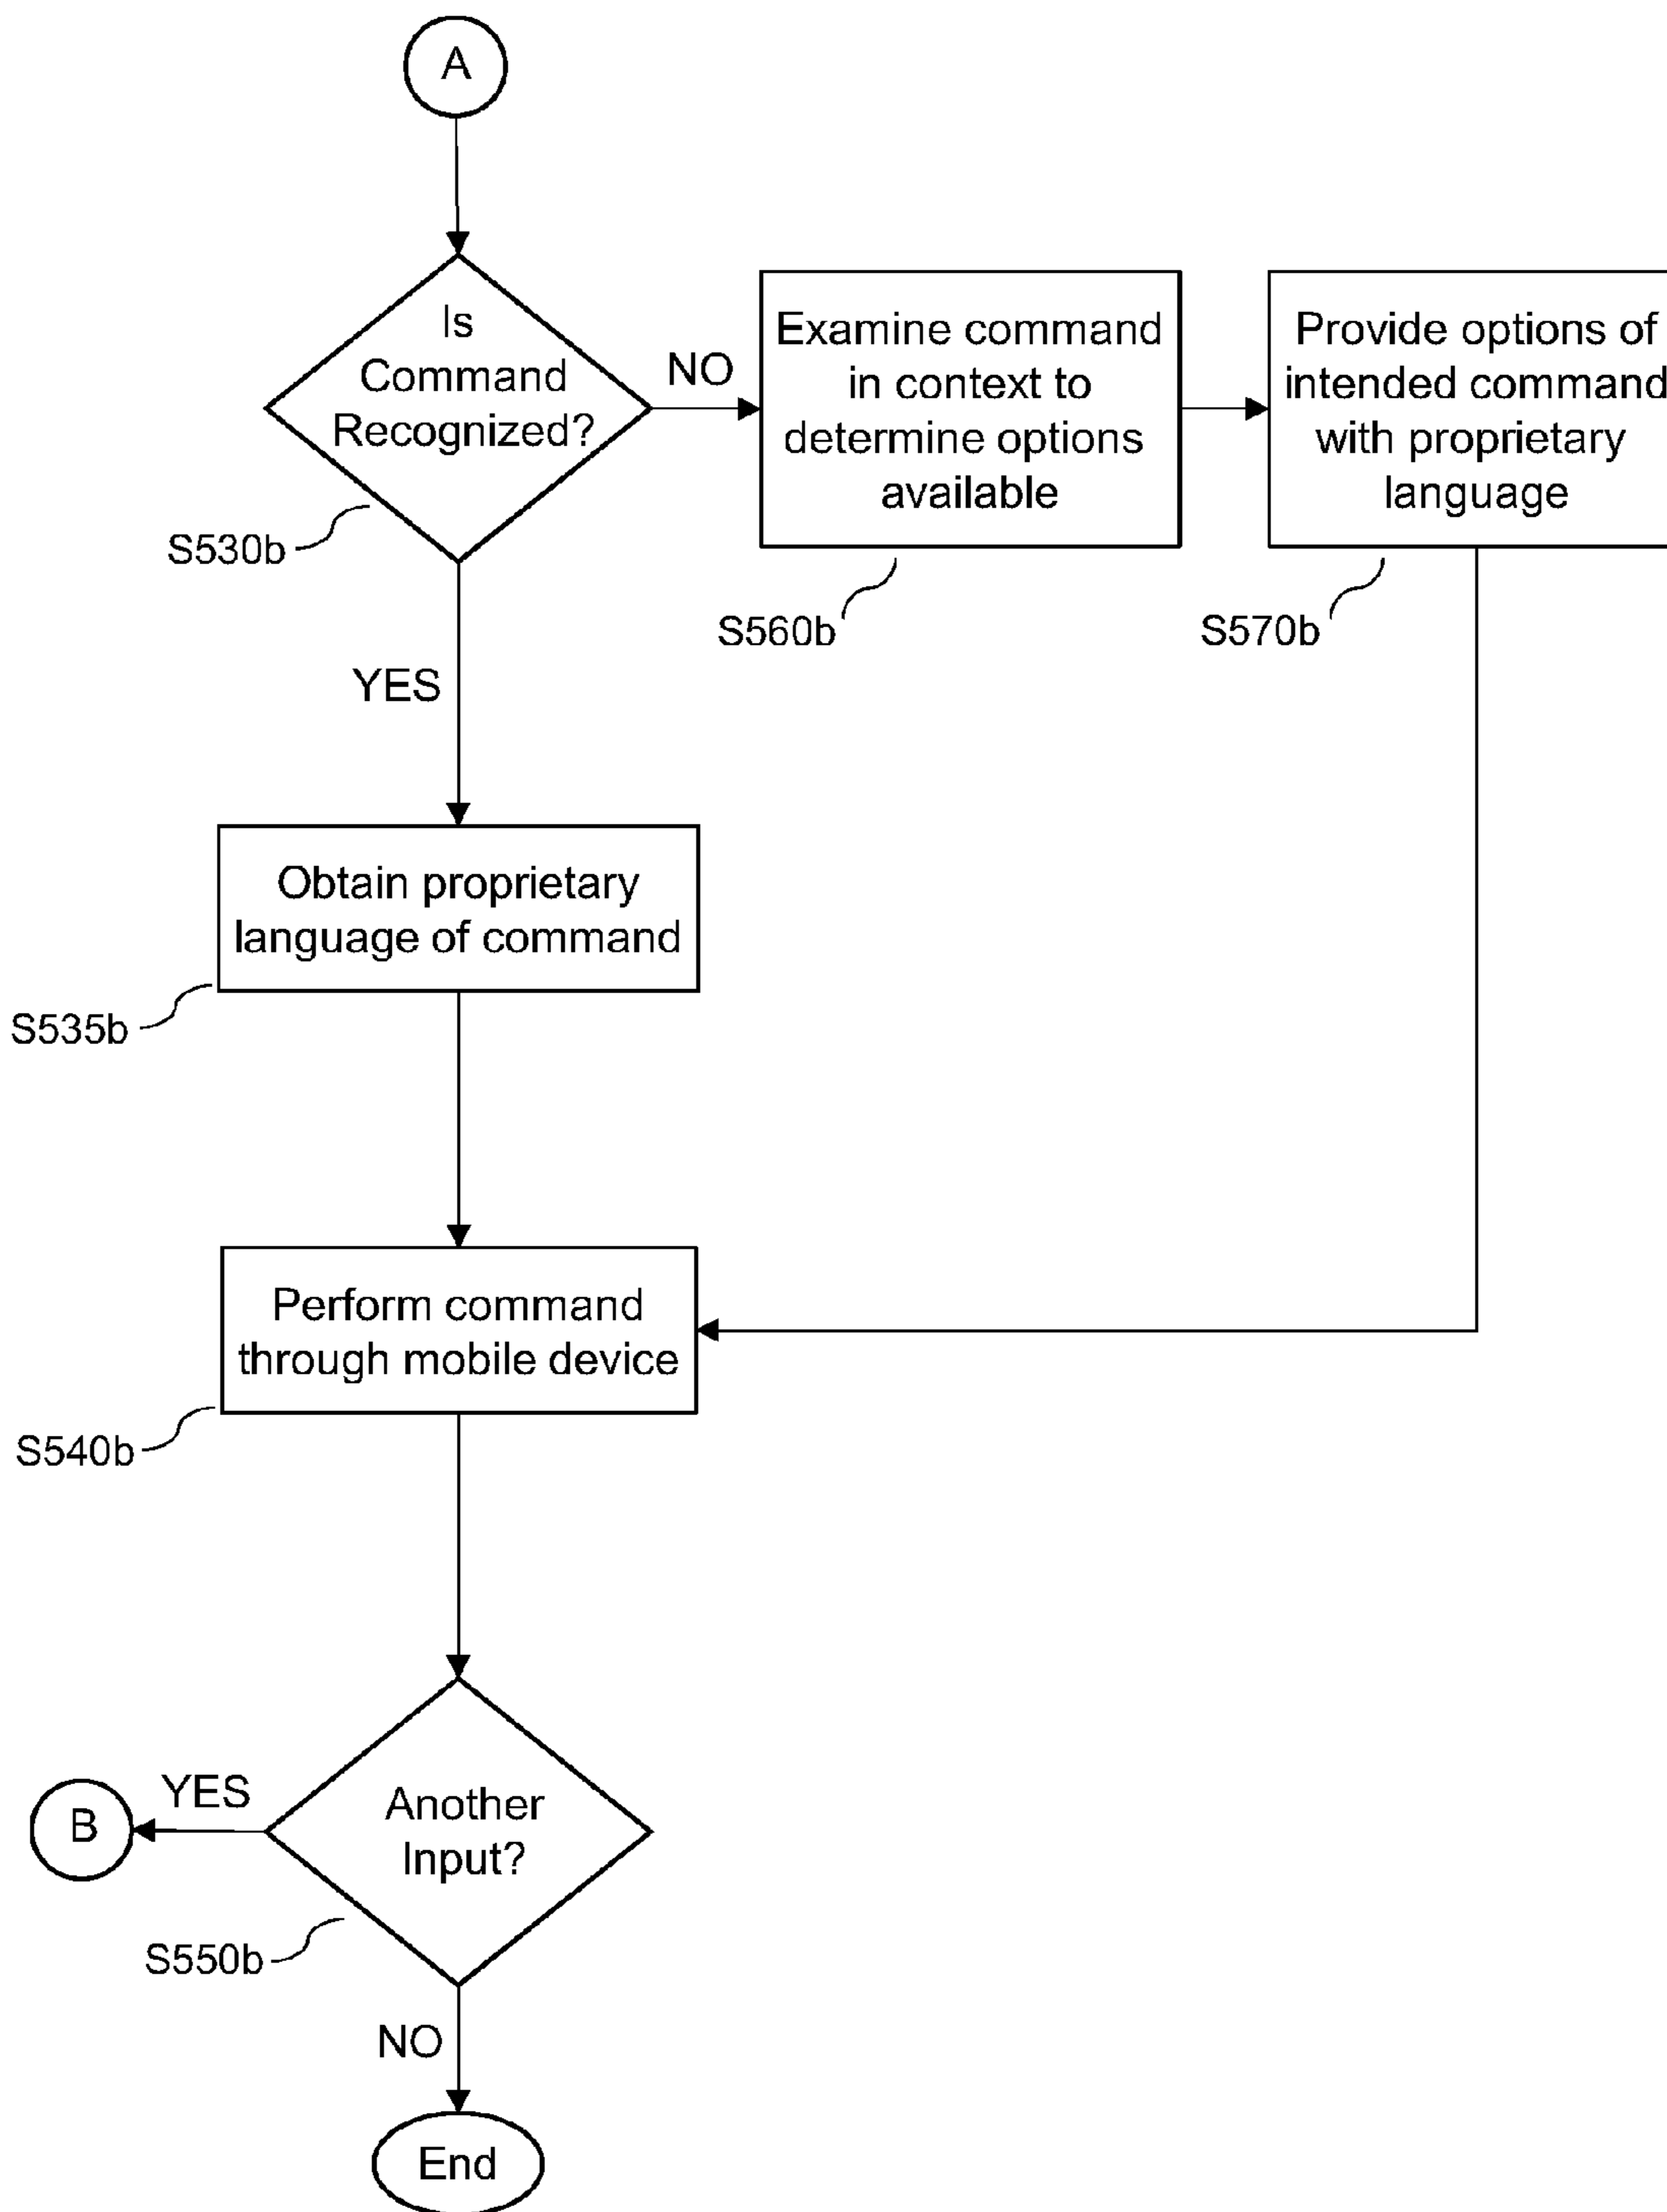 A
Is
Command
Recognized?
NO
Examine command
in context to
determine options
available
Provide options of
intended command
with proprietary
language
S530b
S560b
S570b
YES
Obtain proprietary
language of command
S535b
Perform command
through mobile device
S540b
YES
B
Another
Input?
S550b
NO
End